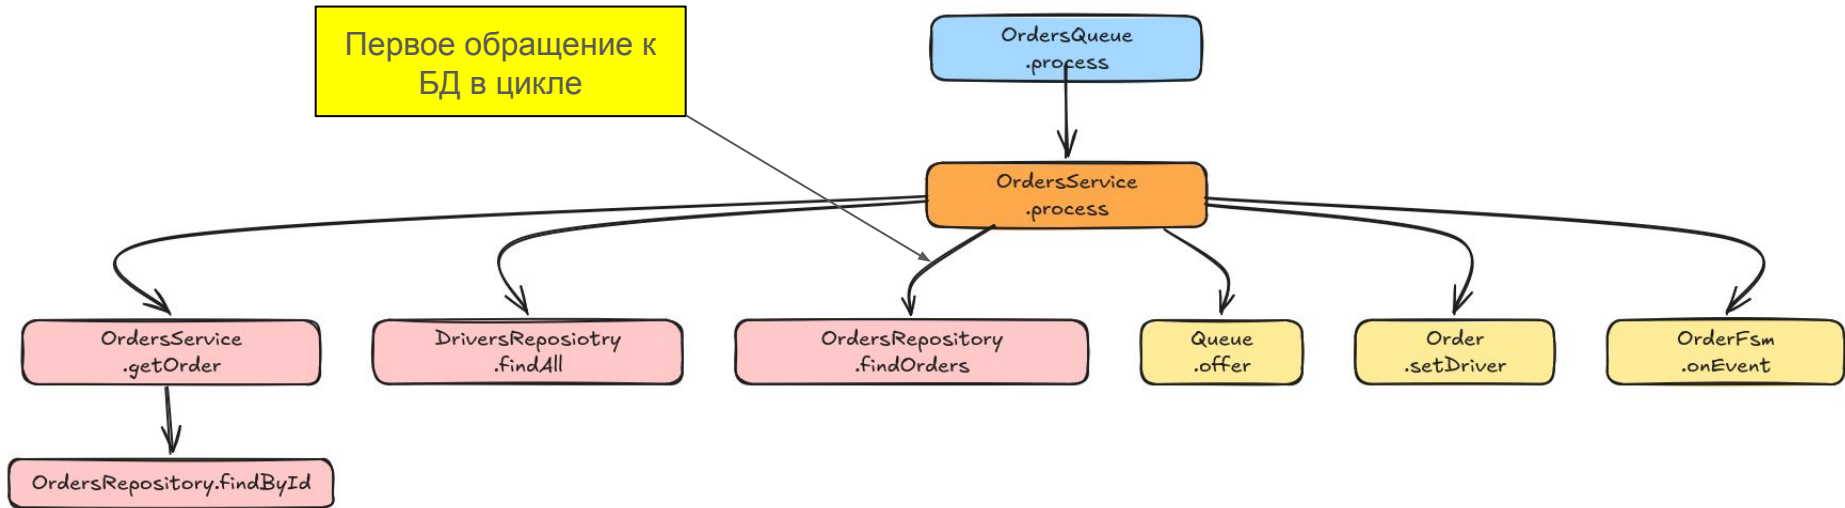 Первое обращение к
БД в цикле
OrdersQueue
.process
OrdersService
.process
OrdersService
.getOrder
DriversReposiotry
.findAll
OrdersRepository
.findOrders
Queue
.offer
Order
.setDriver
OrderFsm
.onEvent
OrdersRepository.findById